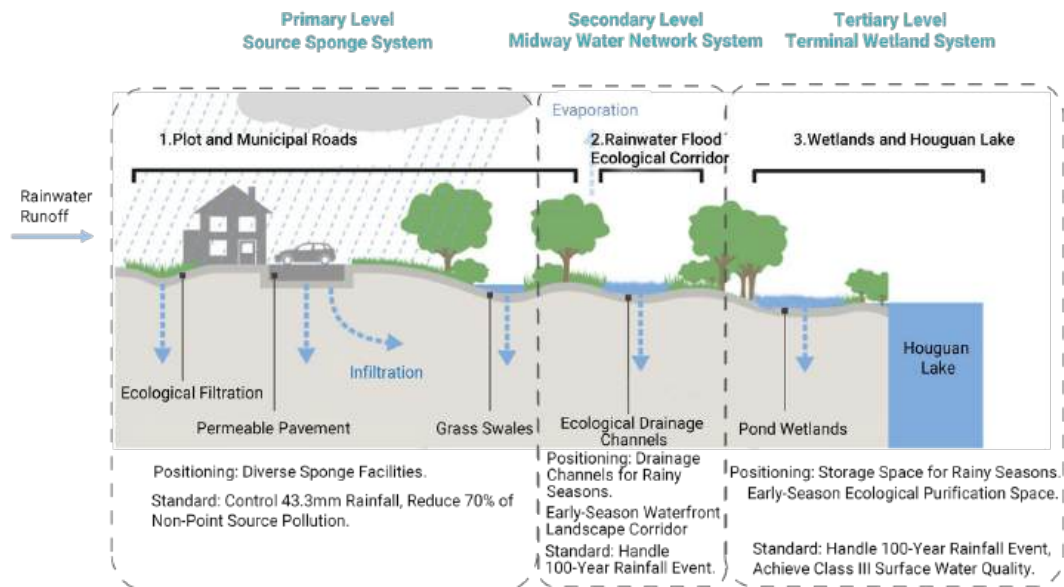 Primary Level
Source Sponge System
Secondary Level
Midway Water Network System
Tertiary Level
Terminal Wetland System
Evaporation
1.Plot and Municipal Roads
2.Rainwater Flood
Ecological Corridor
3.Wetlands and Houguan Lake
Rainwater
Runoff
Infiltration
Houguan
Lake
Ecological Filtration
Permeable Pavement
Grass Swales
Ecological Drainage
Channels
Pond Wetlands
Positioning: Diverse Sponge Facilities.
Standard: Control 43.3mm Rainfall, Reduce 70% of
Non-Point Source Pollution.
Positioning: Drainage
Channels for Rainy
Seasons.
Early-Season Waterfront
Landscape Corridor
Standard: Handle
100-Year Rainfall Event.
Positioning: Storage Space for Rainy Seasons.
Early-Season Ecological Purification Space.
Standard: Handle 100-Year Rainfall Event,
Achieve Class III Surface Water Quality.